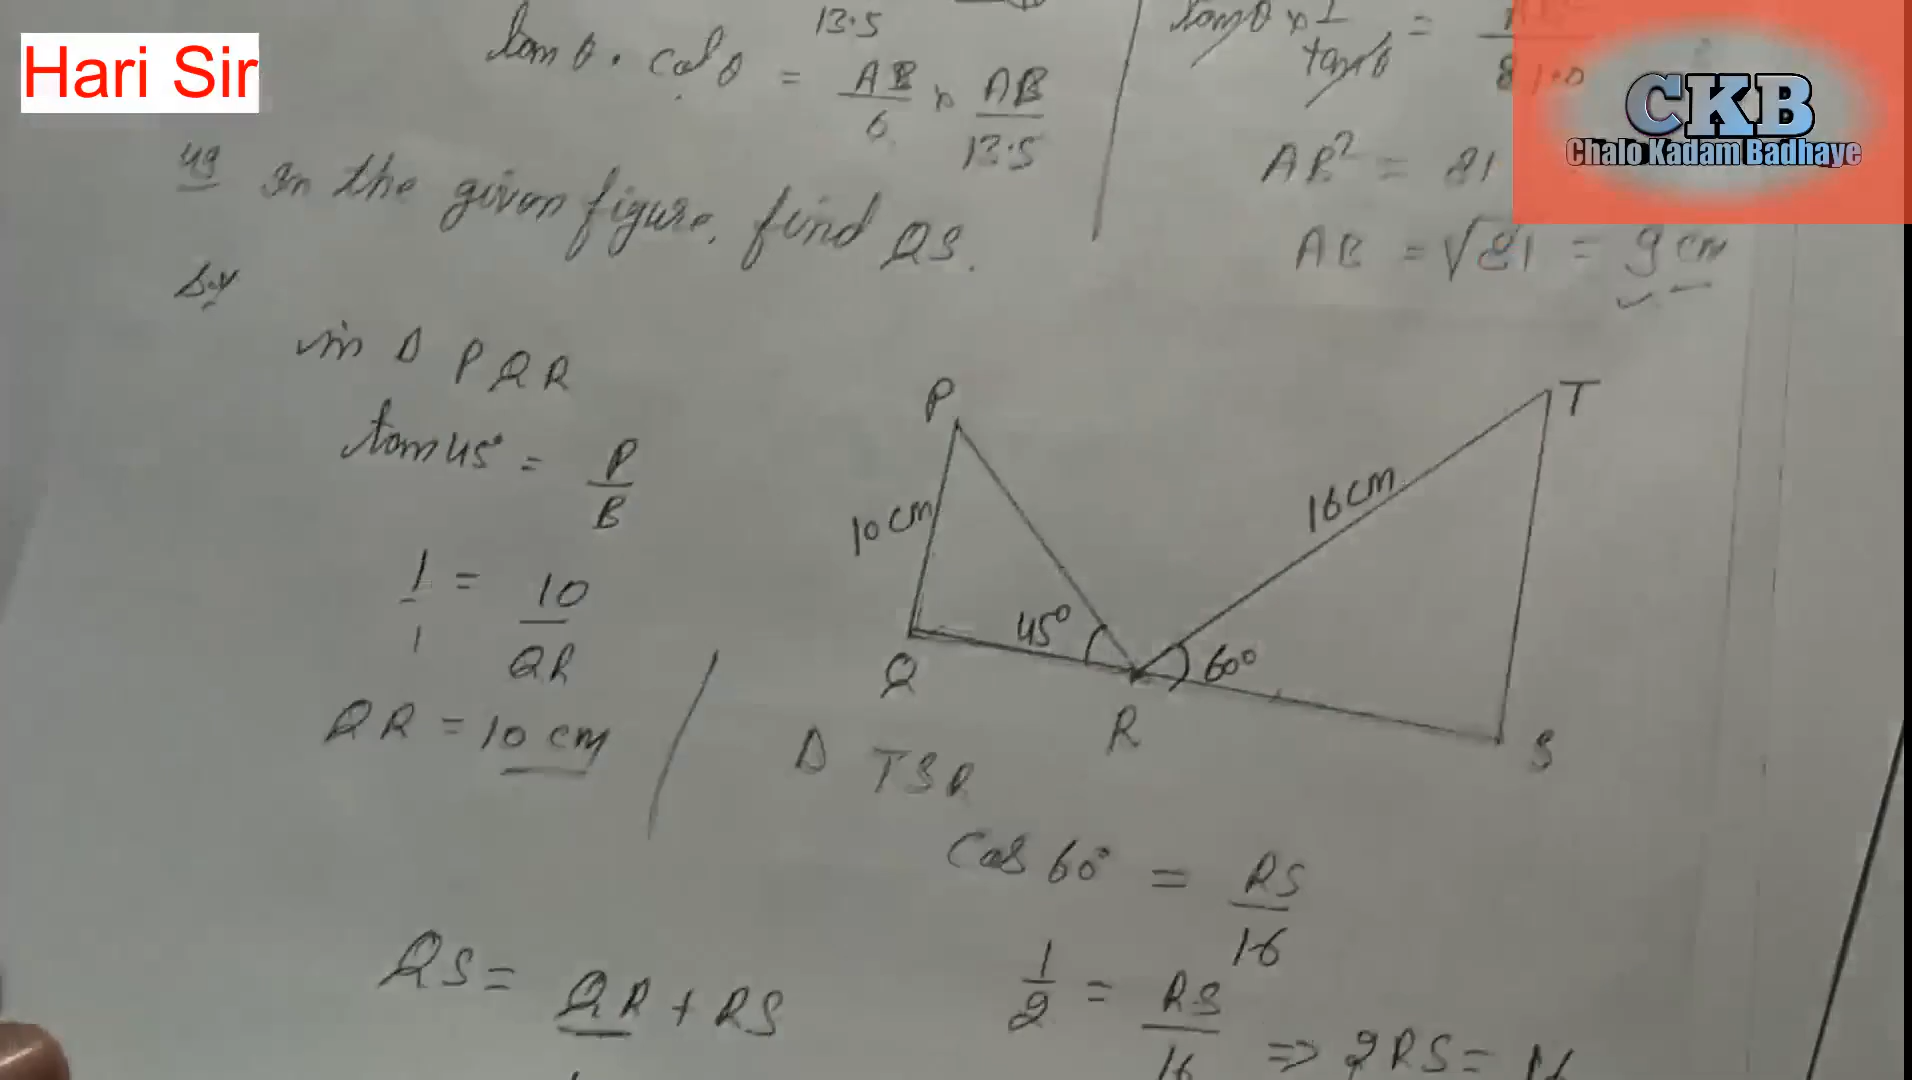 Hari Sir
CKB
Chalo Kadam Badhaye
13.5
tan θ . cot θ = AB/6 × AB/13.5
tan θ × 1/tan θ =
AB² = 81
AB = √81 = 9 cm
49 In the given figure, find QS.
Sol
in Δ PQR
tan 45° = P/B
1/1 = 10/QR
QR = 10 cm
P
T
10 cm
16 cm
45°
60°
Q
R
S
Δ TSR
Cos 60° = RS/16
1/2 = RS/16 ⇒ 2RS = 16
QS = QR + RS